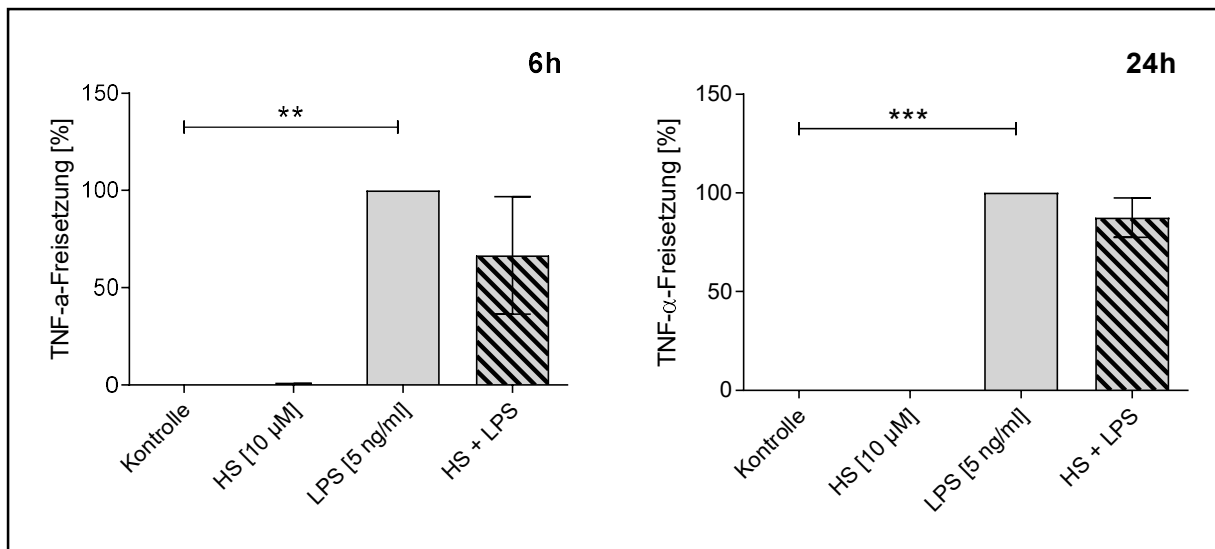 6h
TNF-a-Freisetzung [%]
150
100
50
0
**
Kontrolle
HS [10 µM]
LPS [5 ng/ml]
HS + LPS
24h
TNF-α-Freisetzung [%]
150
100
50
0
***
Kontrolle
HS [10 µM]
LPS [5 ng/ml]
HS + LPS